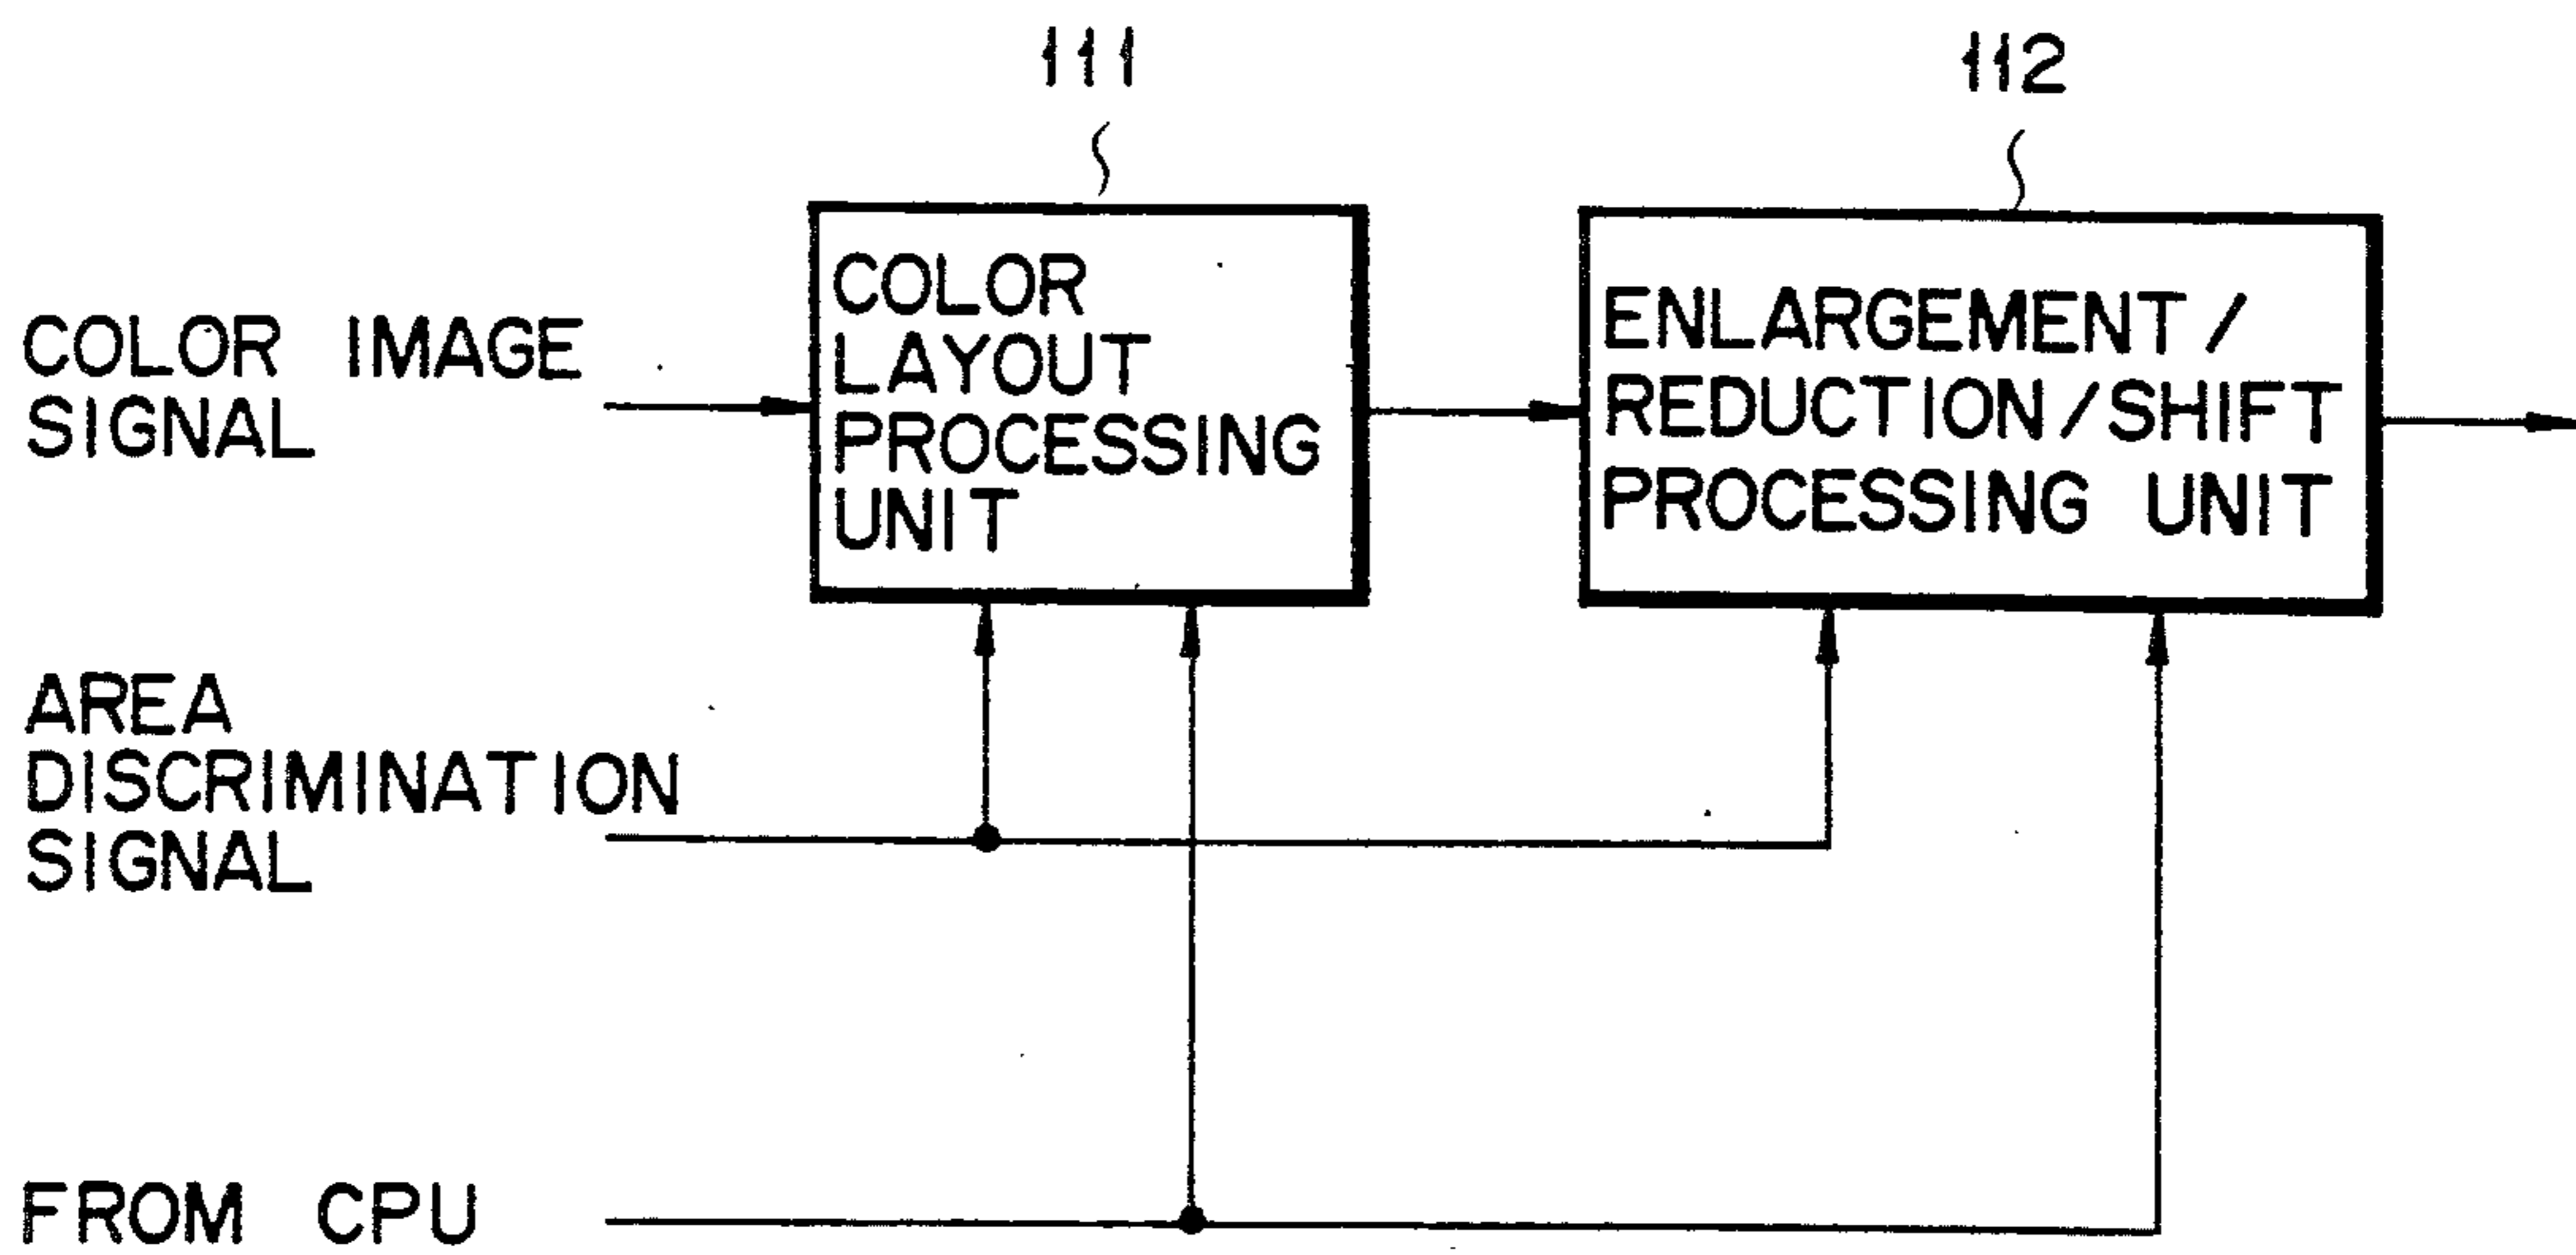 111
112
COLOR IMAGE
SIGNAL
COLOR
LAYOUT
PROCESSING
UNIT
ENLARGEMENT/
REDUCTION/SHIFT
PROCESSING UNIT
AREA
DISCRIMINATION
SIGNAL
FROM CPU